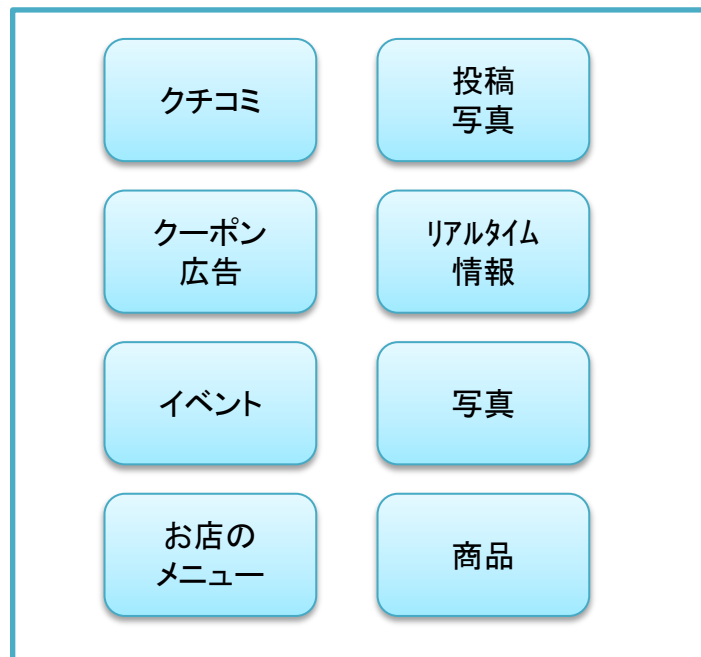 クチコミ
投稿
写真
クーポン
広告
リアルタイム
情報
イベント
写真
お店の
メニュー
商品